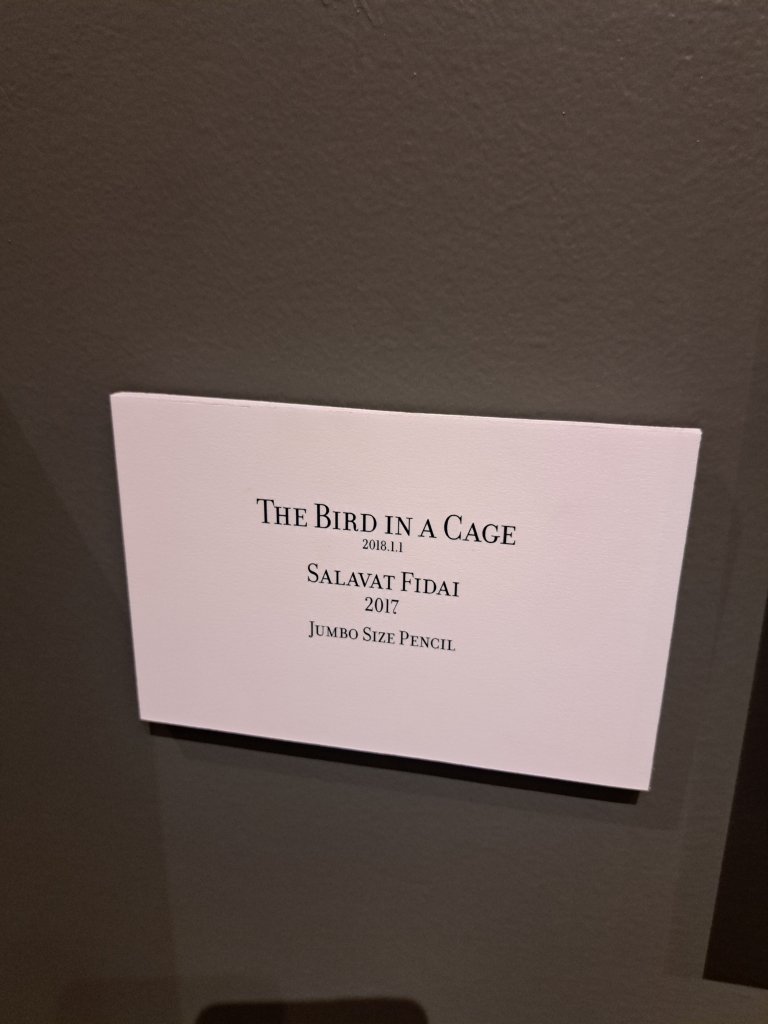 The Bird in a Cage
2018.1.1
Salavat Fidai
2017
Jumbo Size Pencil